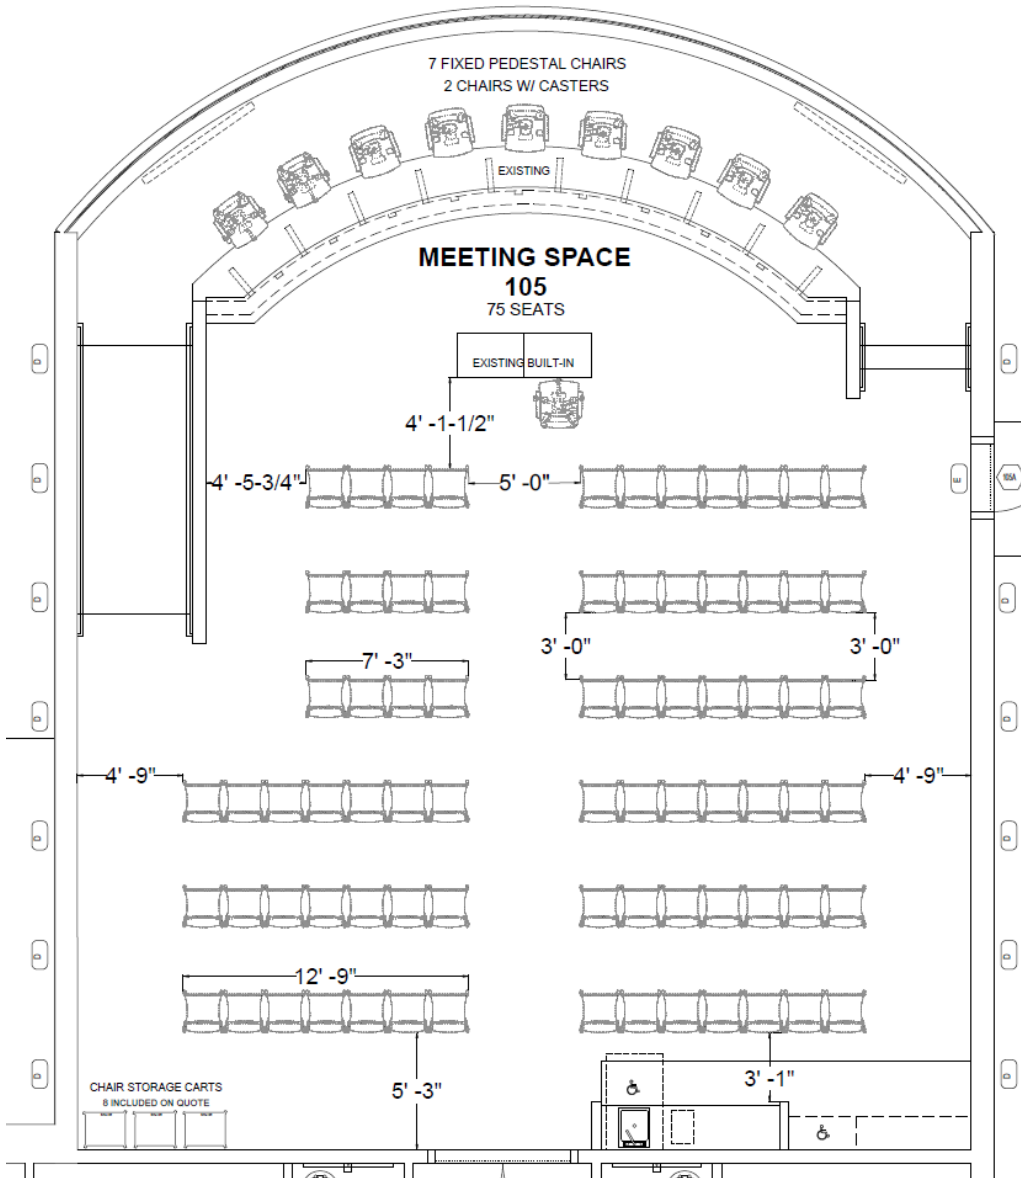 7 FIXED PEDESTAL CHAIRS
2 CHAIRS W/ CASTERS
EXISTING
MEETING SPACE
105
75 SEATS
EXISTING BUILT-IN
4' -1-1/2"
4' -5-3/4"
5' -0"
E
105A
3' -0"
3' -0"
7' -3"
4' -9"
4' -9"
12' -9"
5' -3"
3' -1"
CHAIR STORAGE CARTS
8 INCLUDED ON QUOTE
D
D
D
D
D
D
D
D
D
D
D
D
D